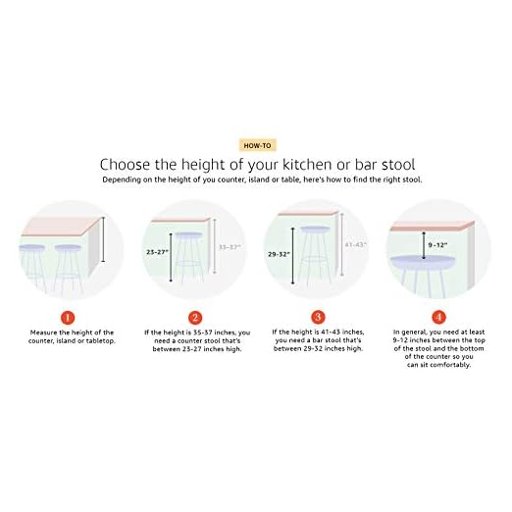 HOW-TO
Choose the height of your kitchen or bar stool
Depending on the height of you counter, island or table, here's how to find the right stool.
23-27"
33-37"
29-32"
41-43"
9-12"
1
Measure the height of the
counter, island or tabletop.
2
If the height is 35-37 inches, you
need a counter stool that's
between 23-27 inches high.
3
If the height is 41-43 inches,
you need a bar stool that's
between 29-32 inches high.
4
In general, you need at least
9-12 inches between the top
of the stool and the bottom
of the counter so you
can sit comfortably.